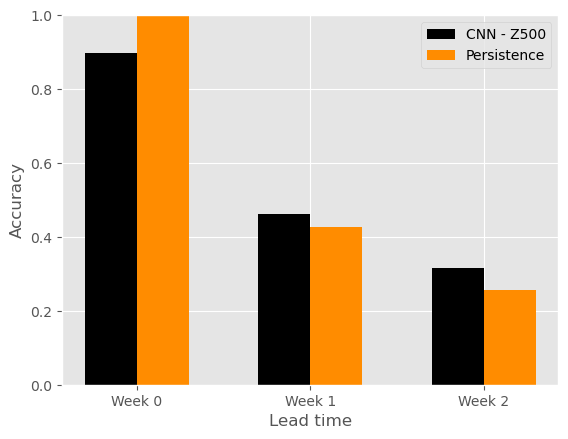 1.0
0.8
0.6
0.4
0.2
0.0
Accuracy
CNN - Z500
Persistence
Week 0
Week 1
Week 2
Lead time